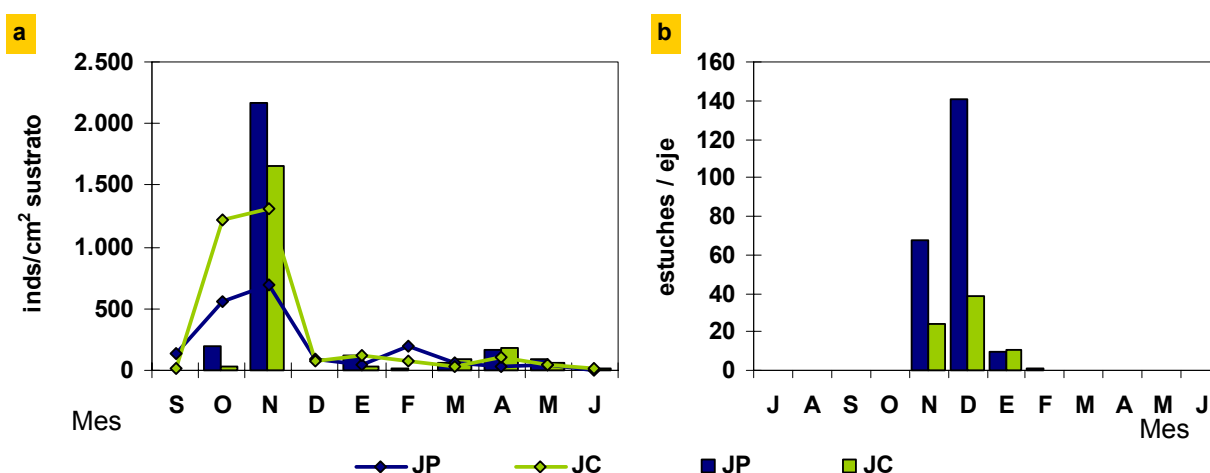 a
b
2.500
2.000
1.500
1.000
500
0
inds/cm² sustrato
S O N D E F M A M J
Mes
160
140
120
100
80
60
40
20
0
estuches / eje
J A S O N D E F M A M J
Mes
JP JC JP JC